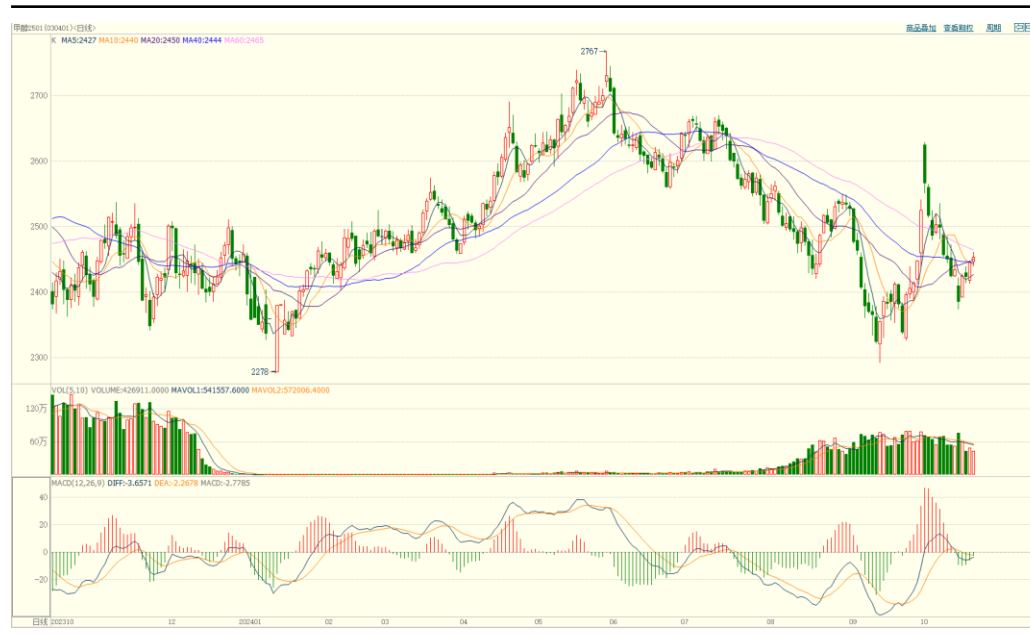 甲醇2501(030401)<日线> 商品叠加 查看期权 周期
K MA5:2427 MA10:2440 MA20:2450 MA40:2444 MA60:2465
2767
2700
2600
2500
2400
2300
2278
VOL(5,10) VOLUME:426911.0000 MAVOL1:541557.6000 MAVOL2:572006.4000
120万
60万
MACD(12,26,9) DIFF:-3.6571 DEA:-2.2678 MACD:-2.7785
40
20
0
-20
日线 202310 12 202401 02 03 04 05 06 07 08 09 10